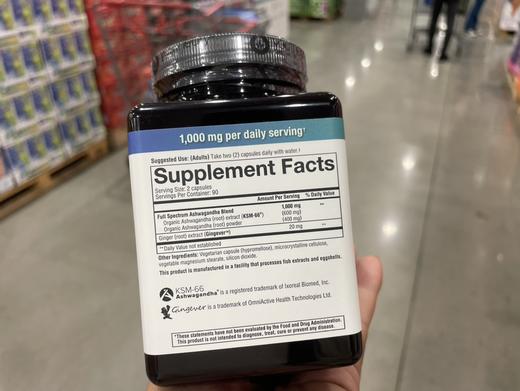 1,000 mg per daily serving†
Suggested Use: (Adults) Take two (2) capsules daily with water.‡
Supplement Facts
Serving Size: 2 capsules
Servings Per Container: 90
Amount Per Serving % Daily Value
Full Spectrum Ashwagandha Blend 1,000 mg **
Organic Ashwagandha (root) extract (KSM-66®) (600 mg)
Organic Ashwagandha (root) powder (400 mg)
Ginger (root) extract (Gingever™) 20 mg **
**Daily Value not established
Other Ingredients: Vegetarian capsule (hypromellose), microcrystalline cellulose,
vegetable magnesium stearate, silicon dioxide.
This product is manufactured in a facility that processes fish extracts and eggshells.
KSM-66
Ashwagandha® is a registered trademark of Ixoreal Biomed, Inc.
Gingever is a trademark of OmniActive Health Technologies Ltd.
†These statements have not been evaluated by the Food and Drug Administration.
This product is not intended to diagnose, treat, cure or prevent any disease.